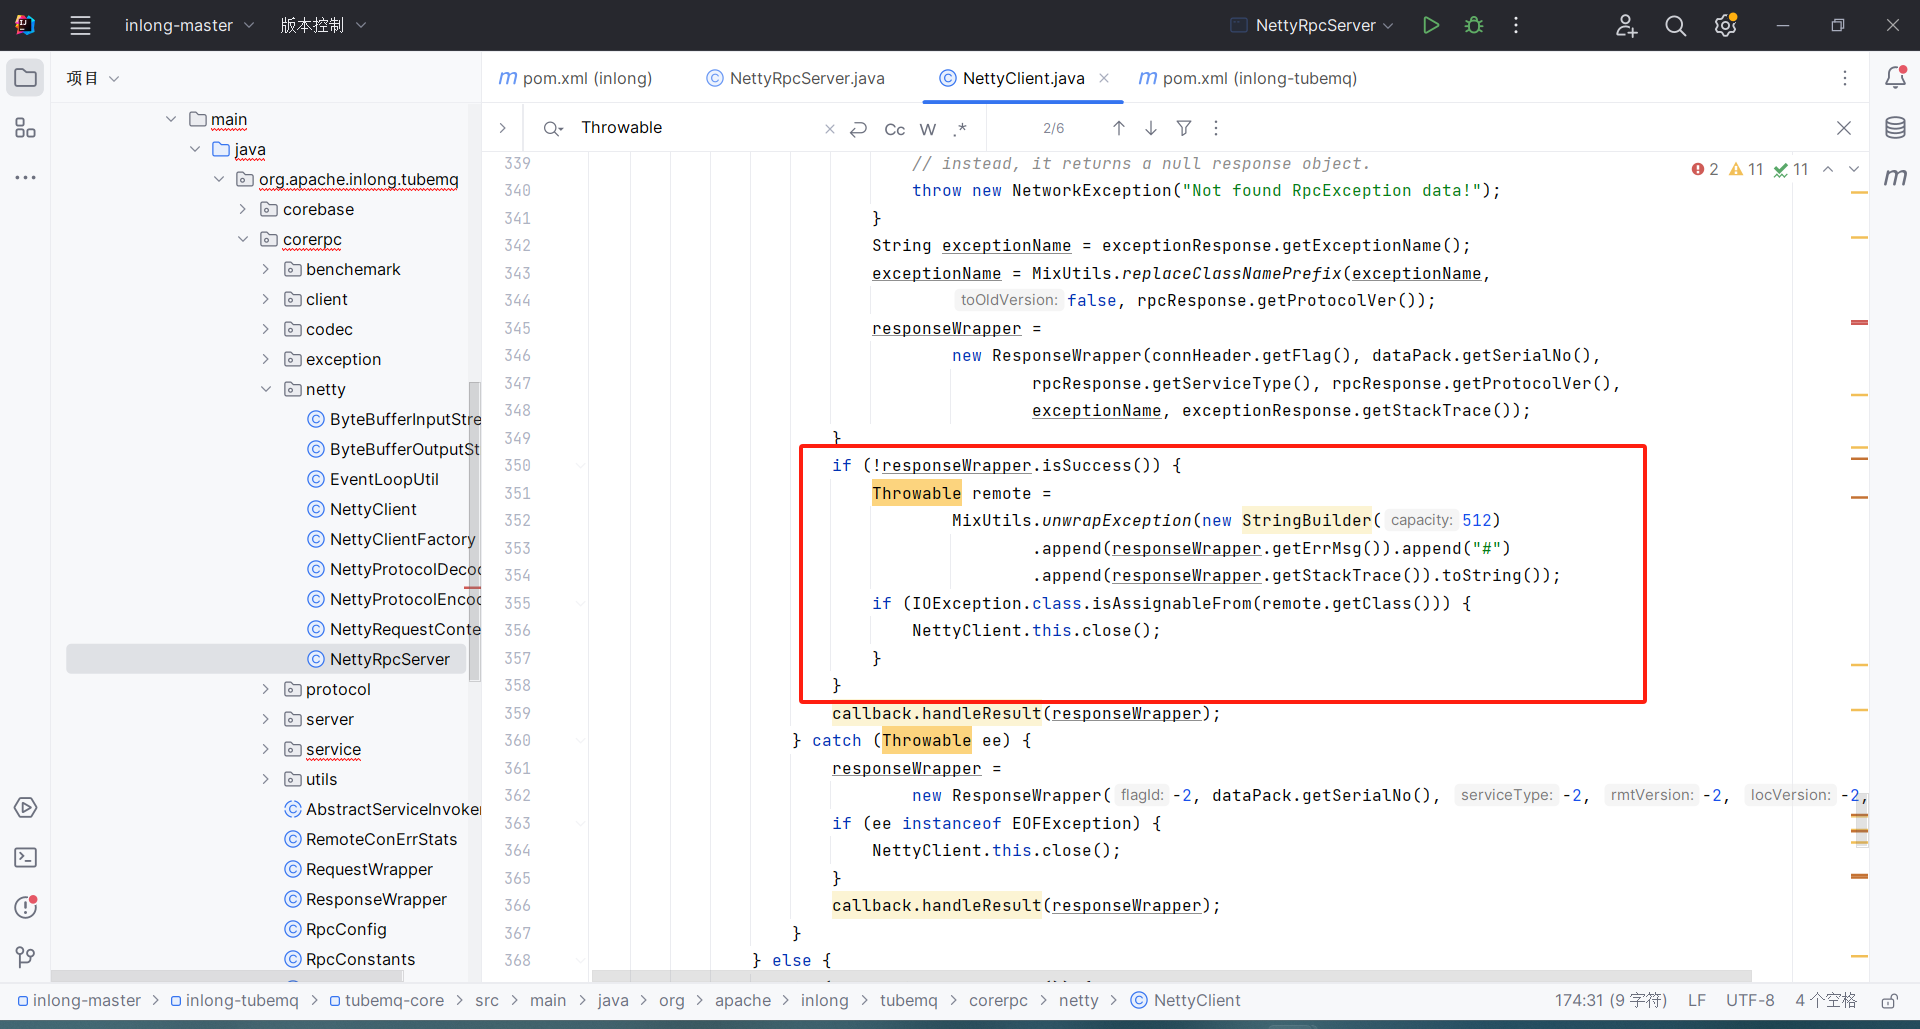 inlong-master
版本控制
NettyRpcServer
项目
pom.xml (inlong)
NettyRpcServer.java
NettyClient.java
pom.xml (inlong-tubemq)
Throwable
Cc
W
.*
2/6
main
java
org.apache.inlong.tubemq
corebase
corerpc
benchemark
client
codec
exception
netty
ByteBufferInputStre
ByteBufferOutputSt
EventLoopUtil
NettyClient
NettyClientFactory
NettyProtocolDecoc
NettyProtocolEncoc
NettyRequestConte
NettyRpcServer
protocol
server
service
utils
AbstractServiceInvoker
RemoteConErrStats
RequestWrapper
ResponseWrapper
RpcConfig
RpcConstants
2 11 11
339 // instead, it returns a null response object.
340 throw new NetworkException("Not found RpcException data!");
341 }
342 String exceptionName = exceptionResponse.getExceptionName();
343 exceptionName = MixUtils.replaceClassNamePrefix(exceptionName,
344 toOldVersion: false, rpcResponse.getProtocolVer());
345 responseWrapper =
346 new ResponseWrapper(connHeader.getFlag(), dataPack.getSerialNo(),
347 rpcResponse.getServiceType(), rpcResponse.getProtocolVer(),
348 exceptionName, exceptionResponse.getStackTrace());
349 }
350 if (!responseWrapper.isSuccess()) {
351 Throwable remote =
352 MixUtils.unwrapException(new StringBuilder( capacity: 512)
353 .append(responseWrapper.getErrMsg()).append("#")
354 .append(responseWrapper.getStackTrace()).toString());
355 if (IOException.class.isAssignableFrom(remote.getClass())) {
356 NettyClient.this.close();
357 }
358 }
359 callback.handleResult(responseWrapper);
360 } catch (Throwable ee) {
361 responseWrapper =
362 new ResponseWrapper( flagId: -2, dataPack.getSerialNo(), serviceType: -2, rmtVersion: -2, locVersion: -2,
363 if (ee instanceof EOFException) {
364 NettyClient.this.close();
365 }
366 callback.handleResult(responseWrapper);
367 }
368 } else {
inlong-master > inlong-tubemq > tubemq-core > src > main > java > org > apache > inlong > tubemq > corerpc > netty > NettyClient
174:31 (9 字符) LF UTF-8 4 个空格